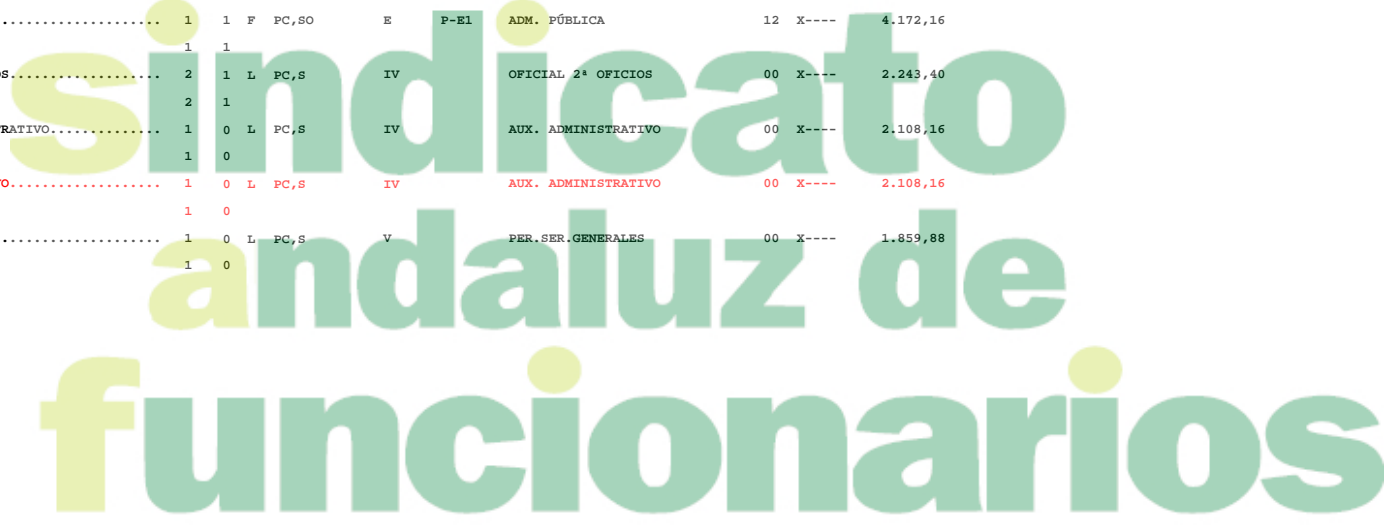 .................... 1 1 F PC,SO E P-E1 ADM. PÚBLICA 12 X---- 4.172,16
1 1
OS................... 2 1 L PC,S IV OFICIAL 2ª OFICIOS 00 X---- 2.243,40
2 1
RATIVO.............. 1 0 L PC,S IV AUX. ADMINISTRATIVO 00 X---- 2.108,16
1 0
VO................... 1 0 L PC,S IV AUX. ADMINISTRATIVO 00 X---- 2.108,16
1 0
.................... 1 0 L PC,S V PER.SER.GENERALES 00 X---- 1.859,88
1 0
sindicato
andaluz de
funcionarios